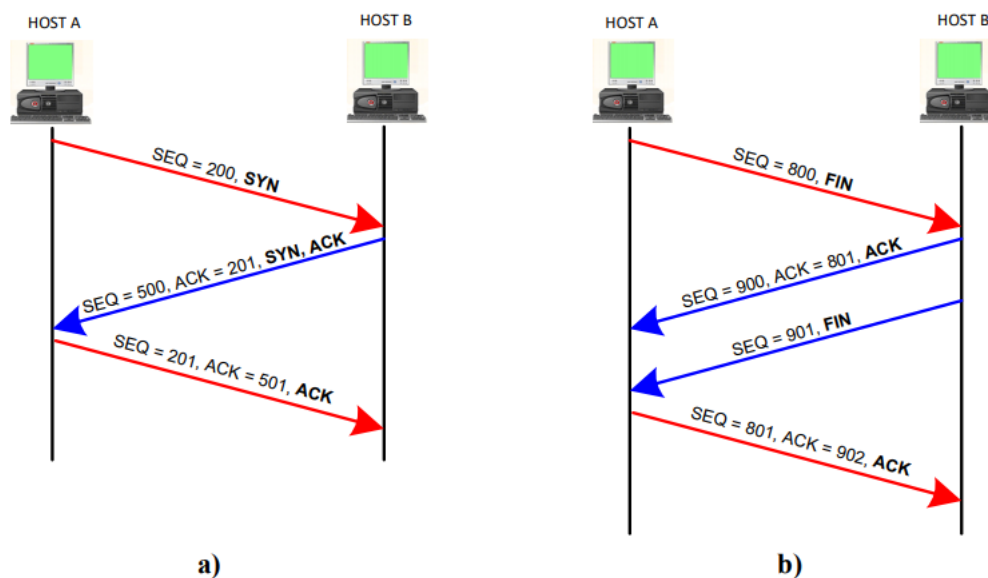 HOST A
HOST B
SEQ = 200, SYN
SEQ = 500, ACK = 201, SYN, ACK
SEQ = 201, ACK = 501, ACK
a)
HOST A
HOST B
SEQ = 800, FIN
SEQ = 900, ACK = 801, ACK
SEQ = 901, FIN
SEQ = 801, ACK = 902, ACK
b)